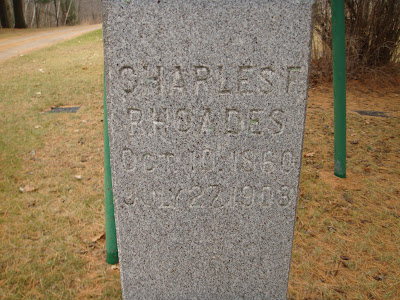 CHARLES F
RHOADES
OCT. 10, 1860
JULY 27, 1903